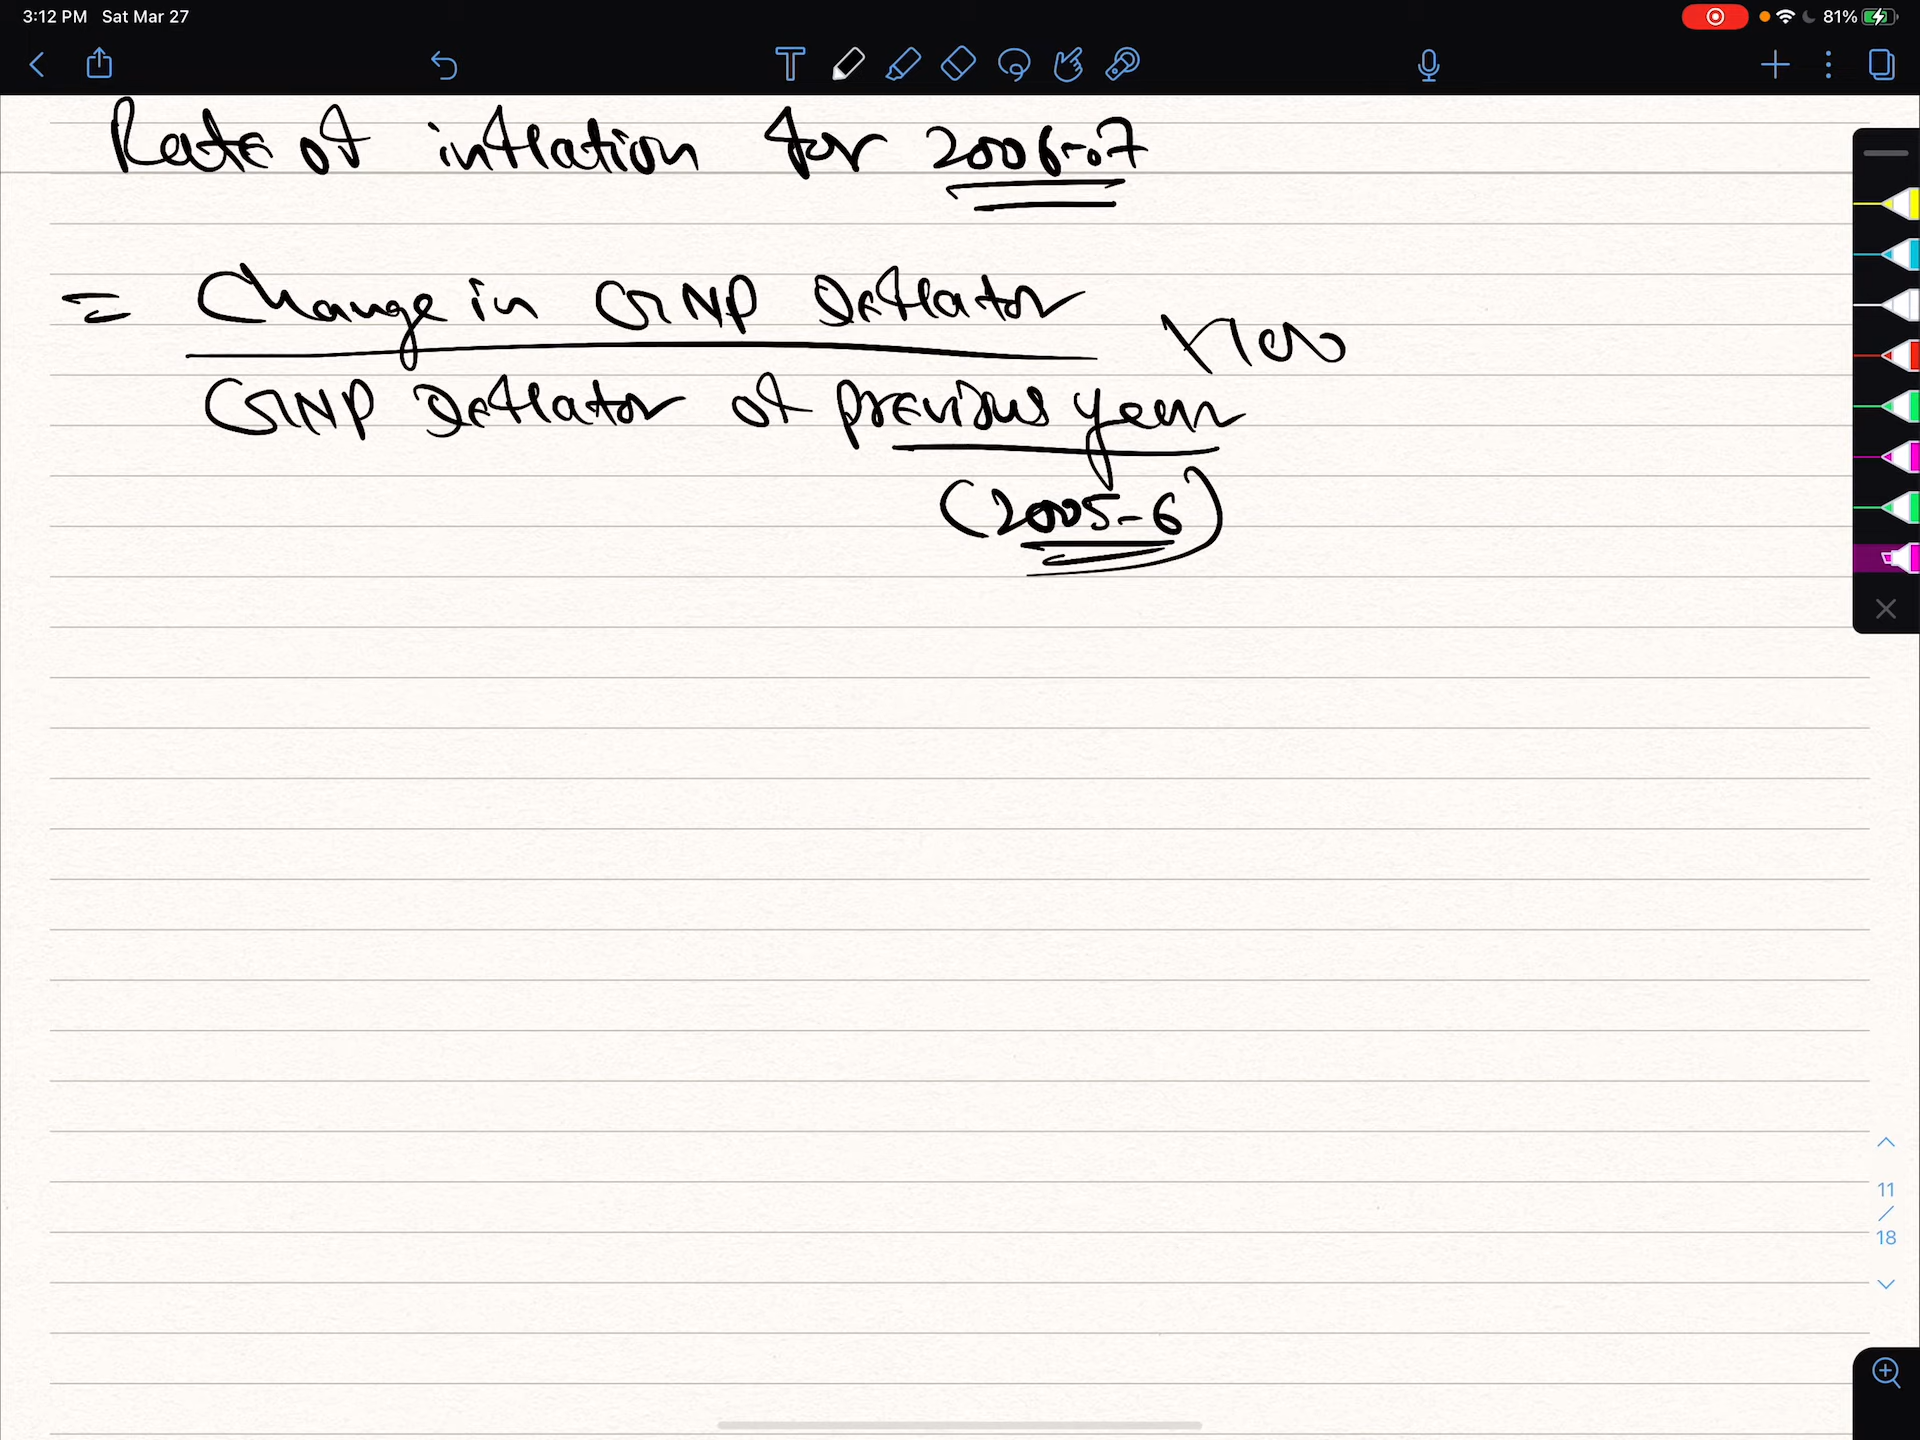 3:12 PM Sat Mar 27
81%
Rate of inflation for 2006-07
= Change in GNP Deflator
x 100
GNP Deflator of previous year
(2005-6)
11
/
18